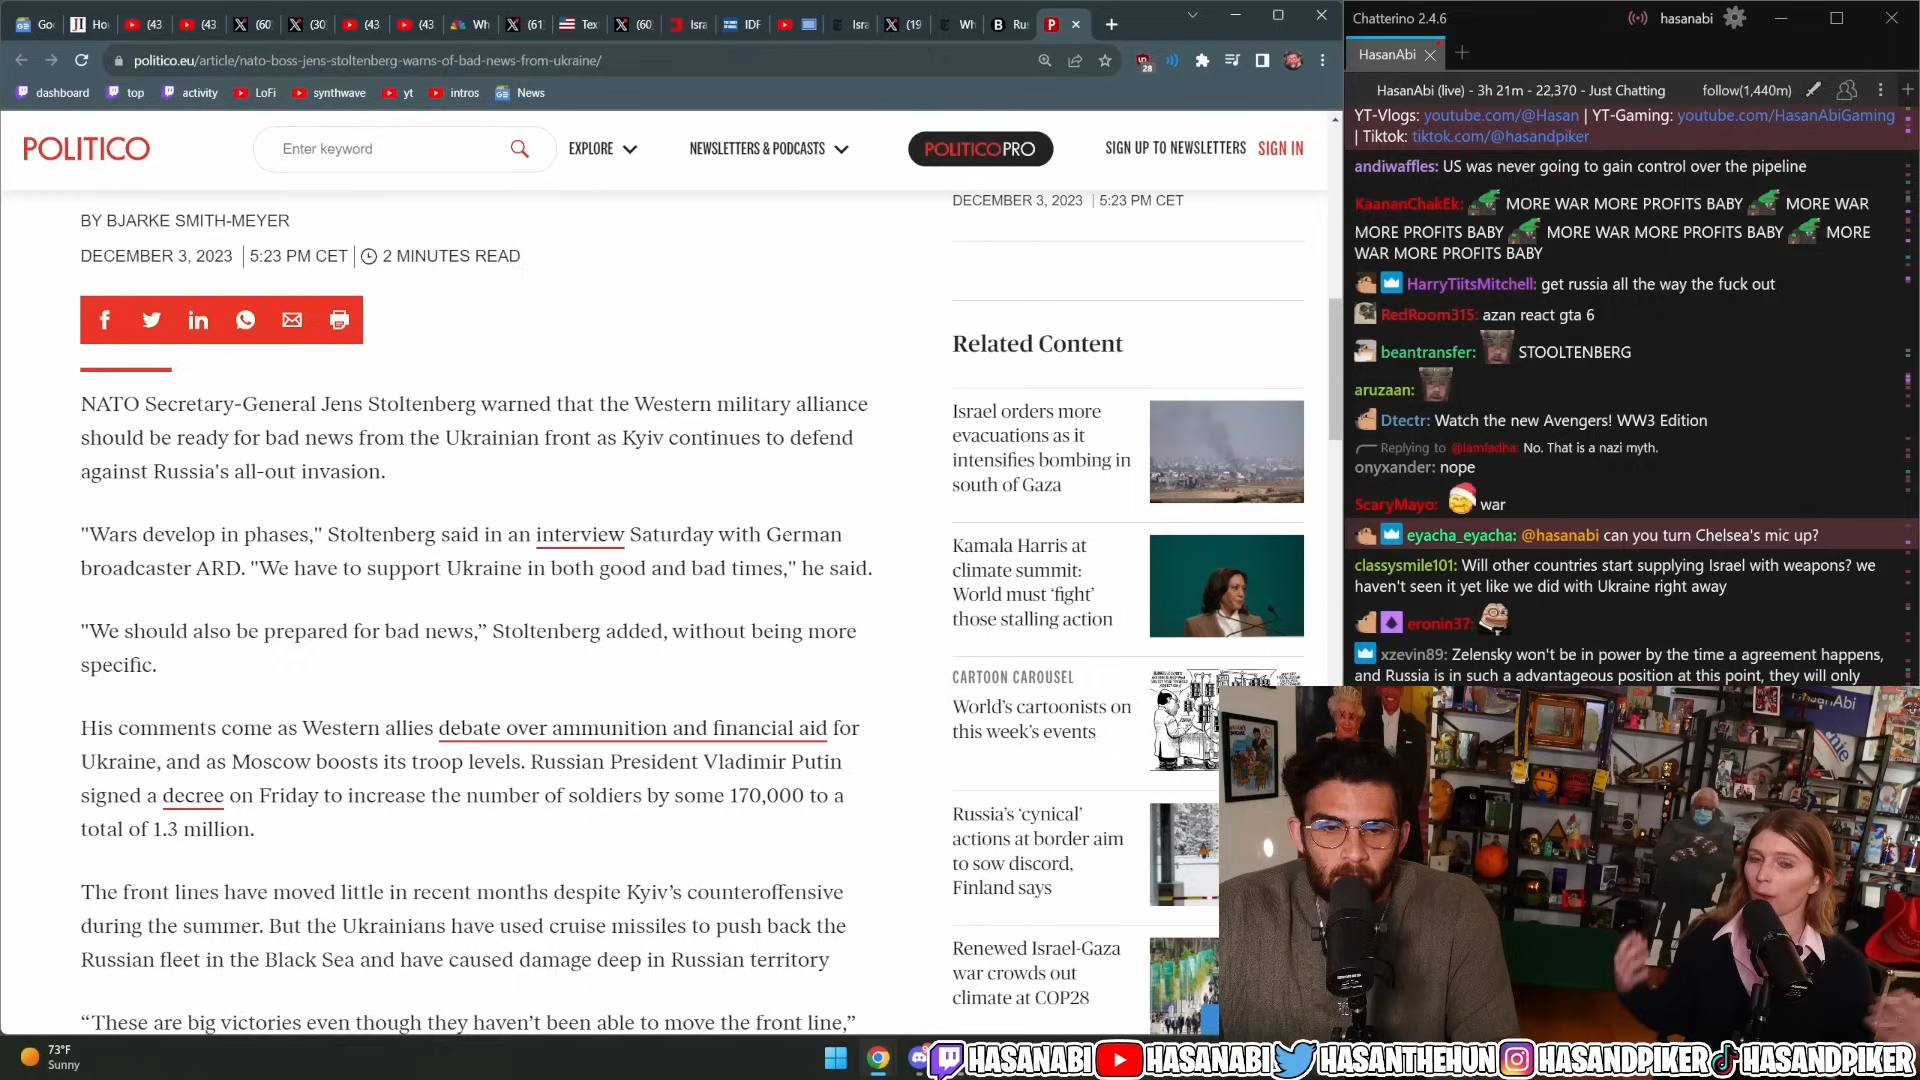 Goo
Ho
(43
(43
(60
(30
(43
(43
Wh
(61
Tex
(60
Isra
IDF
Isra
(19
Wh
Rus
politico.eu/article/nato-boss-jens-stoltenberg-warns-of-bad-news-from-ukraine/
28
dashboard
top
activity
LoFi
synthwave
yt
intros
News
POLITICO
Enter keyword
EXPLORE
NEWSLETTERS & PODCASTS
POLITICOPRO
SIGN UP TO NEWSLETTERS
SIGN IN
BY BJARKE SMITH-MEYER
DECEMBER 3, 2023 | 5:23 PM CET | 2 MINUTES READ
NATO Secretary-General Jens Stoltenberg warned that the Western military alliance
should be ready for bad news from the Ukrainian front as Kyiv continues to defend
against Russia's all-out invasion.
"Wars develop in phases," Stoltenberg said in an interview Saturday with German
broadcaster ARD. "We have to support Ukraine in both good and bad times," he said.
"We should also be prepared for bad news,” Stoltenberg added, without being more
specific.
His comments come as Western allies debate over ammunition and financial aid for
Ukraine, and as Moscow boosts its troop levels. Russian President Vladimir Putin
signed a decree on Friday to increase the number of soldiers by some 170,000 to a
total of 1.3 million.
The front lines have moved little in recent months despite Kyiv’s counteroffensive
during the summer. But the Ukrainians have used cruise missiles to push back the
Russian fleet in the Black Sea and have caused damage deep in Russian territory
“These are big victories even though they haven’t been able to move the front line,”
DECEMBER 3, 2023 | 5:23 PM CET
Related Content
Israel orders more
evacuations as it
intensifies bombing in
south of Gaza
Kamala Harris at
climate summit:
World must ‘fight’
those stalling action
CARTOON CAROUSEL
World’s cartoonists on
this week’s events
Russia’s ‘cynical’
actions at border aim
to sow discord,
Finland says
Renewed Israel-Gaza
war crowds out
climate at COP28
Chatterino 2.4.6
hasanabi
HasanAbi
HasanAbi (live) - 3h 21m - 22,370 - Just Chatting
follow(1,440m)
YT-Vlogs: youtube.com/@Hasan | YT-Gaming: youtube.com/HasanAbiGaming
| Tiktok: tiktok.com/@hasandpiker
andiwaffles: US was never going to gain control over the pipeline
KaananChakEk: MORE WAR MORE PROFITS BABY MORE WAR
MORE PROFITS BABY MORE WAR MORE PROFITS BABY MORE
WAR MORE PROFITS BABY
HarryTiitsMitchell: get russia all the way the fuck out
RedRoom315: azan react gta 6
beantransfer: STOOLTENBERG
aruzaan:
Dtectr: Watch the new Avengers! WW3 Edition
Replying to @lamfadha: No. That is a nazi myth.
onyxander: nope
ScaryMayo: war
eyacha_eyacha: @hasanabi can you turn Chelsea's mic up?
classysmile101: Will other countries start supplying Israel with weapons? we
haven't seen it yet like we did with Ukraine right away
eronin37:
xzevin89: Zelensky won't be in power by the time a agreement happens,
and Russia is in such a advantageous position at this point, they will only
73°F
Sunny
HASANABI
HASANABI
HASANTHEHUN
HASANDPIKER
HASANDPIKER